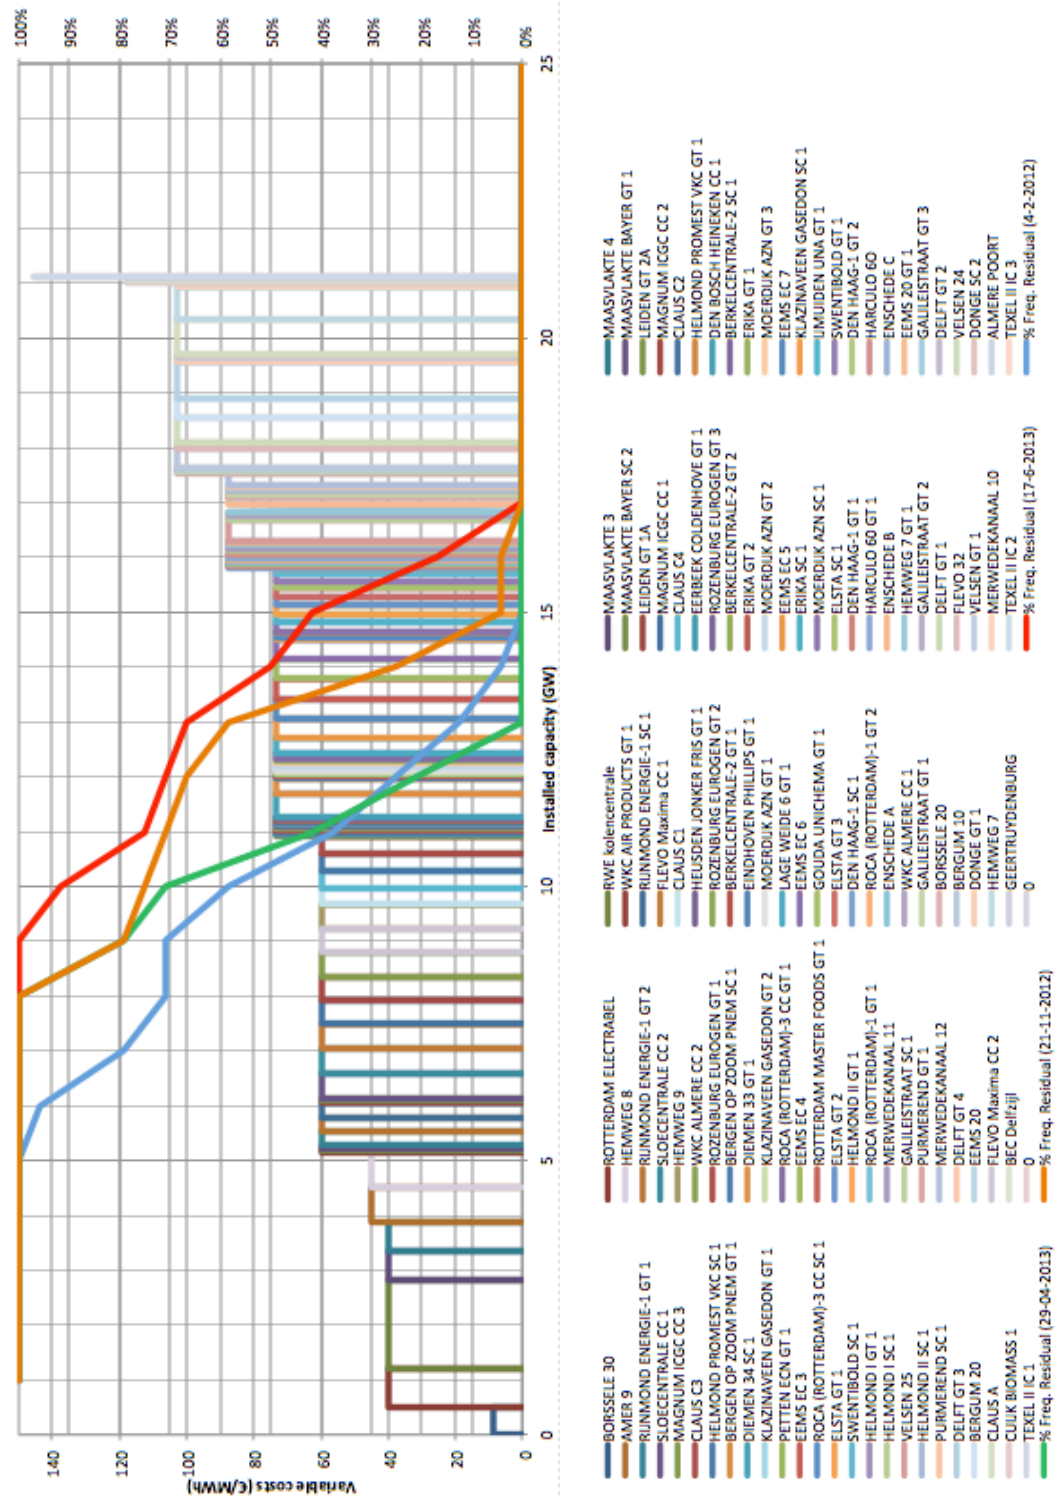 Variable costs (€/MWh)
140
120
100
80
60
40
20
0
100%
90%
80%
70%
60%
50%
40%
30%
20%
10%
0%
0 5 10 15 20 25
Installed capacity (GW)
BORSSELE 30 ROTTERDAM ELECTRABEL RWE kolencentrale MAASVLAKTE 3 MAASVLAKTE 4
AMER 9 HEMWEG 8 WKC AIR PRODUCTS GT 1 MAASVLAKTE BAYER SC 2 MAASVLAKTE BAYER GT 1
RIJNMOND ENERGIE-1 GT 1 RIJNMOND ENERGIE-1 GT 2 RIJNMOND ENERGIE-1 SC 1 LEIDEN GT 1A LEIDEN GT 2A
SLOECENTRALE CC 1 SLOECENTRALE CC 2 FLEVO Maxima CC 1 MAGNUM ICGC CC 1 MAGNUM ICGC CC 2
MAGNUM ICGC CC 3 HEMWEG 9 CLAUS C1 CLAUS C4 CLAUS C2
CLAUS C3 WKC ALMERE CC 2 HEUSDEN JONKER FRIS GT 1 EERBEEK COLDENHOVE GT 1 HELMOND PROMEST VKC GT 1
HELMOND PROMEST VKC SC 1 ROZENBURG EUROGEN GT 1 ROZENBURG EUROGEN GT 2 ROZENBURG EUROGEN GT 3 DEN BOSCH HEINEKEN CC 1
BERGEN OP ZOOM PNEM GT 1 BERGEN OP ZOOM PNEM SC 1 BERKELCENTRALE-2 GT 1 BERKELCENTRALE-2 GT 2 BERKELCENTRALE-2 SC 1
DIEMEN 34 SC 1 DIEMEN 33 GT 1 EINDHOVEN PHILLIPS GT 1 ERIKA GT 2 ERIKA GT 1
KLAZINAVEEN GASEDON GT 1 KLAZINAVEEN GASEDON GT 2 MOERDIJK AZN GT 1 MOERDIJK AZN GT 2 MOERDIJK AZN GT 3
PETTEN ECN GT 1 ROCA (ROTTERDAM)-3 CC GT 1 LAGE WEIDE 6 GT 1 EEMS EC 5 EEMS EC 7
EEMS EC 3 EEMS EC 4 EEMS EC 6 ERIKA SC 1 KLAZINAVEEN GASEDON SC 1
ROCA (ROTTERDAM)-3 CC SC 1 ROTTERDAM MASTER FOODS GT 1 GOUDA UNICHEMA GT 1 MOERDIJK AZN SC 1 IJMUIDEN UNA GT 1
ELSTA GT 1 ELSTA GT 2 ELSTA GT 3 ELSTA SC 1 SWENTIBOLD GT 1
SWENTIBOLD SC 1 HELMOND II GT 1 DEN HAAG-1 SC 1 DEN HAAG-1 GT 1 DEN HAAG-1 GT 2
HELMOND I GT 1 ROCA (ROTTERDAM)-1 GT 1 ROCA (ROTTERDAM)-1 GT 2 HARCULO 60 GT 1 HARCULO 60
HELMOND I SC 1 MERWEDEKANAAL 11 ENSCHEDE A ENSCHEDE B ENSCHEDE C
VELSEN 25 GALILEISTRAAT SC 1 WKC ALMERE CC 1 HEMWEG 7 GT 1 EEMS 20 GT 1
HELMOND II SC 1 PURMEREND GT 1 GALILEISTRAAT GT 1 GALILEISTRAAT GT 2 GALILEISTRAAT GT 3
PURMEREND SC 1 MERWEDEKANAAL 12 BORSSELE 20 DELFT GT 1 DELFT GT 2
DELFT GT 3 DELFT GT 4 BERGUM 10 FLEVO 32 VELSEN 24
BERGUM 20 EEMS 20 DONGE GT 1 VELSEN GT 1 DONGE SC 2
CLAUS A FLEVO Maxima CC 2 HEMWEG 7 MERWEDEKANAAL 10 ALMERE POORT
CUIJK BIOMASS 1 BEC Delfzijl GEERTRUYDENBURG TEXEL II IC 2 TEXEL II IC 3
TEXEL II IC 1 0 0 % Freq. Residual (17-6-2013) % Freq. Residual (4-2-2012)
% Freq. Residual (29-04-2013) % Freq. Residual (21-11-2012)